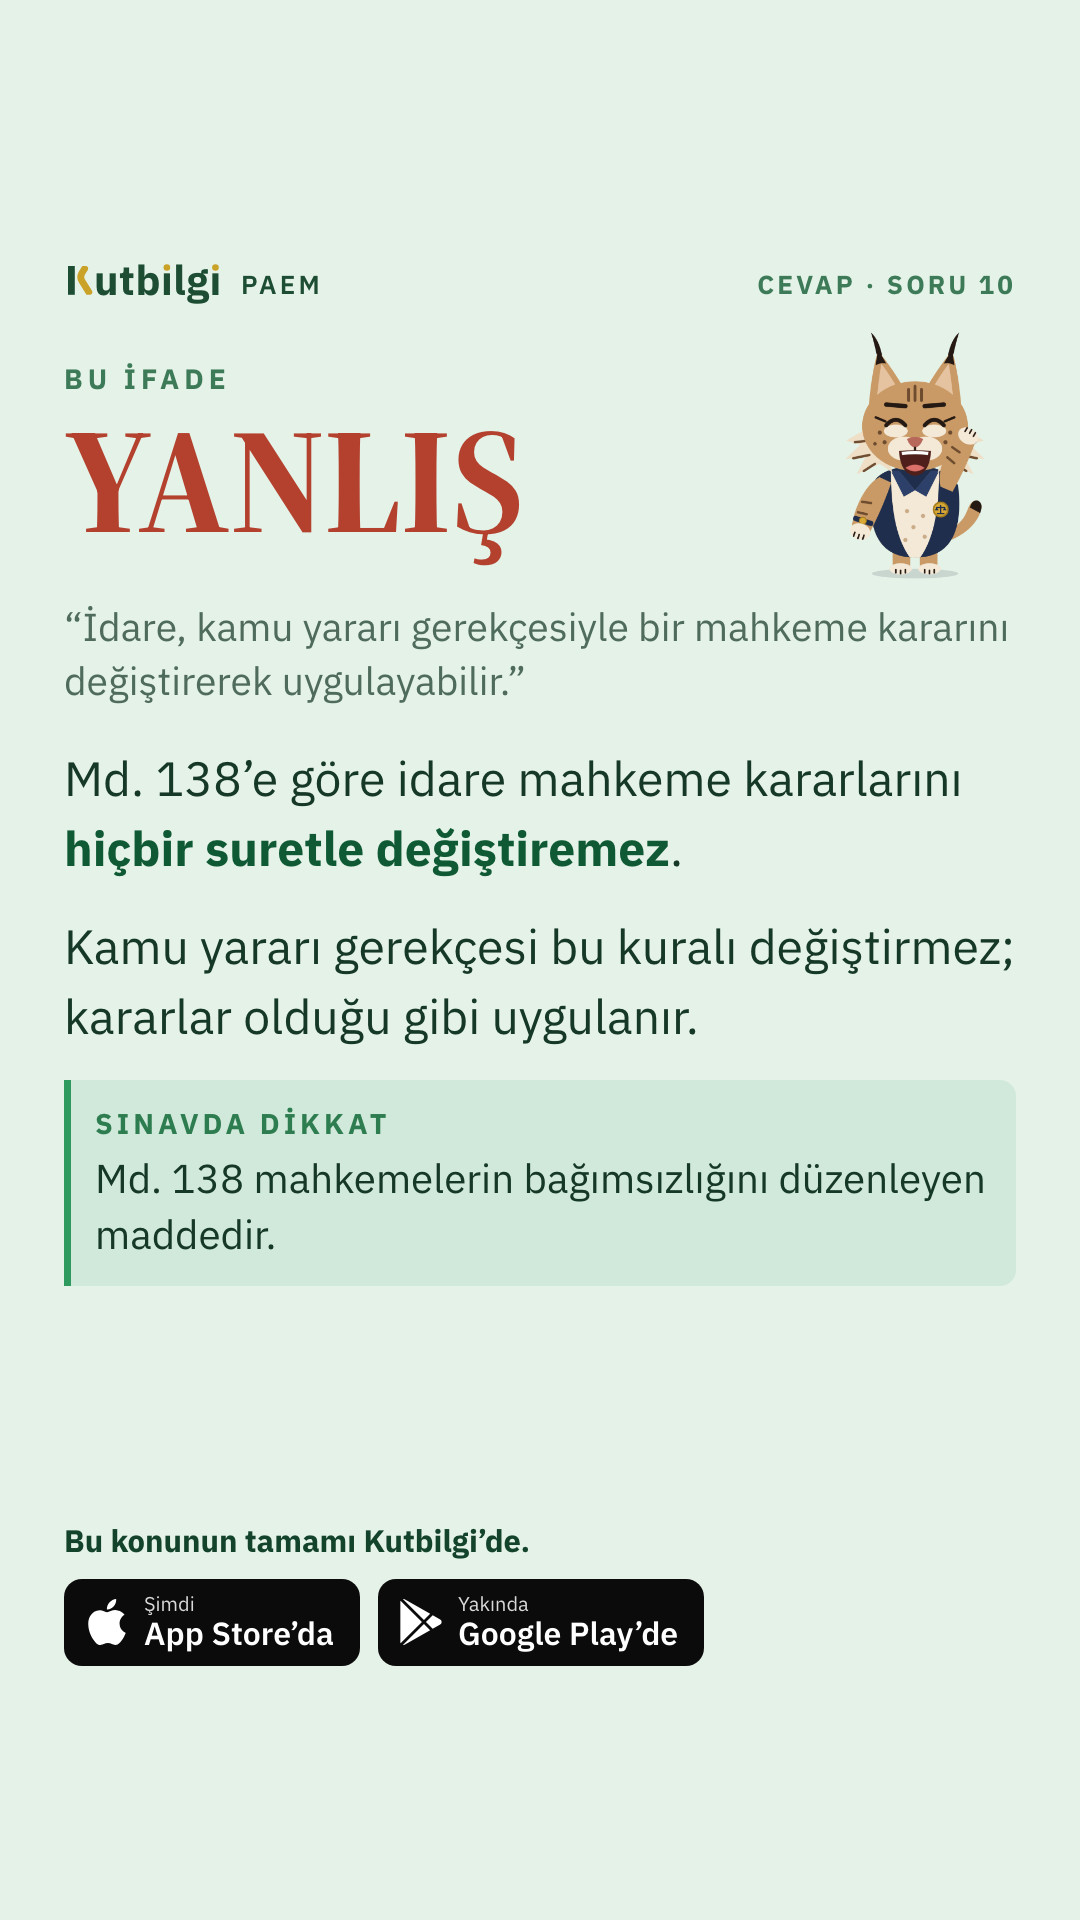 Kutbilgi PAEM
CEVAP · SORU 10
BU İFADE
YANLIŞ
“İdare, kamu yararı gerekçesiyle bir mahkeme kararını
değiştirerek uygulayabilir.”
Md. 138’e göre idare mahkeme kararlarını
hiçbir suretle değiştiremez.
Kamu yararı gerekçesi bu kuralı değiştirmez;
kararlar olduğu gibi uygulanır.
SINAVDA DİKKAT
Md. 138 mahkemelerin bağımsızlığını düzenleyen
maddedir.
Bu konunun tamamı Kutbilgi’de.
Şimdi
App Store’da
Yakında
Google Play’de